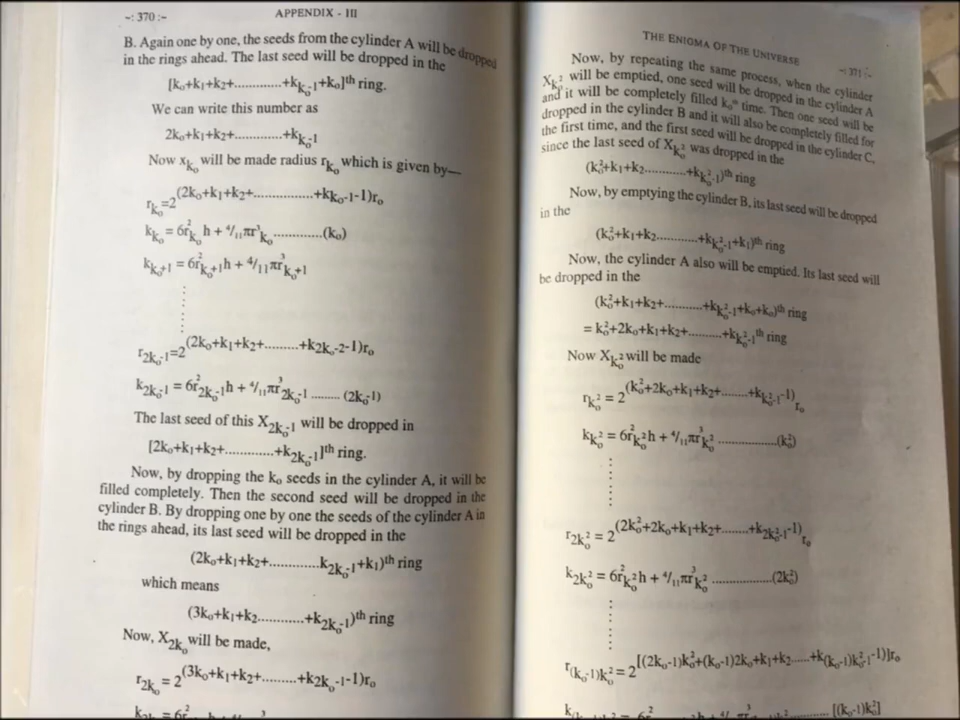 ~: 370 :~
APPENDIX - III
B. Again one by one, the seeds from the cylinder A will be dropped
in the rings ahead. The last seed will be dropped in the
[k₀+k₁+k₂+.............+k_{k₀-1}+k₀]ᵗʰ ring.
We can write this number as
2k₀+k₁+k₂+..............+k_{k₀-1}
Now x_{k₀} will be made radius r_{k₀} which is given by—
r_{k₀}=2^{(2k₀+k₁+k₂+.................+k_{k₀-1}-1)}r₀
k_{k₀} = 6r²_{k₀} h + ⁴/₁₁πr³_{k₀}.............(k₀)
k_{k₀+1} = 6r²_{k₀+1}h + ⁴/₁₁πr³_{k₀+1}
r_{2k₀-1}=2^{(2k₀+k₁+k₂+.........+k_{2k₀-2}-1)}r₀
k_{2k₀-1} = 6r²_{2k₀-1}h + ⁴/₁₁πr³_{2k₀-1} ......... (2k₀-1)
The last seed of this X_{2k₀-1} will be dropped in
[2k₀+k₁+k₂+.............+k_{2k₀-1}]ᵗʰ ring.
Now, by dropping the k₀ seeds in the cylinder A, it will be
filled completely. Then the second seed will be dropped in the
cylinder B. By dropping one by one the seeds of the cylinder A in
the rings ahead, its last seed will be dropped in the
(2k₀+k₁+k₂+.............k_{2k₀-1}+k₁)ᵗʰ ring
which means
(3k₀+k₁+k₂............+k_{2k₀-1})ᵗʰ ring
Now, X_{2k₀} will be made,
r_{2k₀} = 2^{(3k₀+k₁+k₂+.........+k_{2k₀-1}-1)}r₀
THE ENIGMA OF THE UNIVERSE
~: 371 :~
Now, by repeating the same process, when the cylinder
X_{k₀²} will be emptied, one seed will be dropped in the cylinder A
and it will be completely filled k₀ᵗʰ time. Then one seed will be
dropped in the cylinder B and it will also be completely filled for
the first time, and the first seed will be dropped in the cylinder C,
since the last seed of X_{k₀²} was dropped in the
(k₀²+k₁+k₂...........+k_{k₀²-1})ᵗʰ ring
Now, by emptying the cylinder B, its last seed will be dropped
in the
(k₀²+k₁+k₂...........+k_{k₀²-1}+k₁)ᵗʰ ring
Now, the cylinder A also will be emptied. Its last seed will
be dropped in the
(k₀²+k₁+k₂+...........+k_{k₀²-1}+k₀+k₀)ᵗʰ ring
= k₀²+2k₀+k₁+k₂+..........+k_{k₀²-1}ᵗʰ ring
Now X_{k₀²} will be made
r_{k₀²} = 2^{(k₀²+2k₀+k₁+k₂+........+k_{k₀²-1}-1)}r₀
k_{k₀²} = 6r²_{k₀²}h + ⁴/₁₁πr³_{k₀²} .................(k₀²)
r_{2k₀²} = 2^{(2k₀²+2k₀+k₁+k₂+........+k_{2k₀²-1}-1)}r₀
k_{2k₀²} = 6r²_{k₀²}h + ⁴/₁₁πr³_{k₀²} .................(2k₀²)
r_{(k₀-1)k₀²} = 2^{[(2k₀-1)k₀²+(k₀-1)2k₀+k₁+k₂......+k_{(k₀-1)k₀²-1}-1)]}r₀
[(k₀-1)k₀²]